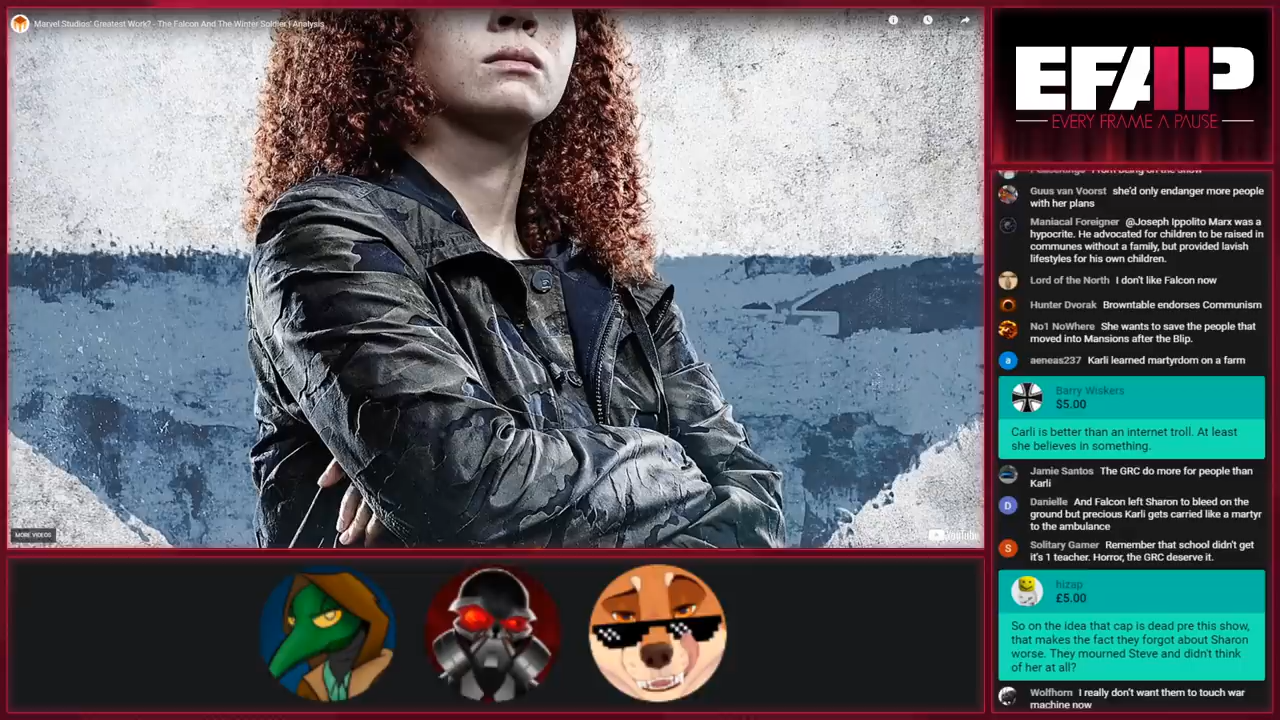 Marvel Studios' Greatest Work? - The Falcon And The Winter Soldier | Analysis
MORE VIDEOS
YouTube
EFAP
EVERY FRAME A PAUSE
Guus van Voorst she'd only endanger more people
with her plans
Maniacal Foreigner @Joseph Ippolito Marx was a
hypocrite. He advocated for children to be raised in
communes without a family, but provided lavish
lifestyles for his own children.
Lord of the North I don't like Falcon now
Hunter Dvorak Browntable endorses Communism
No1 NoWhere She wants to save the people that
moved into Mansions after the Blip.
a
aeneas237 Karli learned martyrdom on a farm
Barry Wiskers
$5.00
Carli is better than an internet troll. At least
she believes in something.
Jamie Santos The GRC do more for people than
Karli
D
Danielle And Falcon left Sharon to bleed on the
ground but precious Karli gets carried like a martyr
to the ambulance
S
Solitary Gamer Remember that school didn't get
it's 1 teacher. Horror, the GRC deserve it.
hizap
£5.00
So on the idea that cap is dead pre this show,
that makes the fact they forgot about Sharon
worse. They mourned Steve and didn't think
of her at all?
Wolfhorn I really don't want them to touch war
machine now